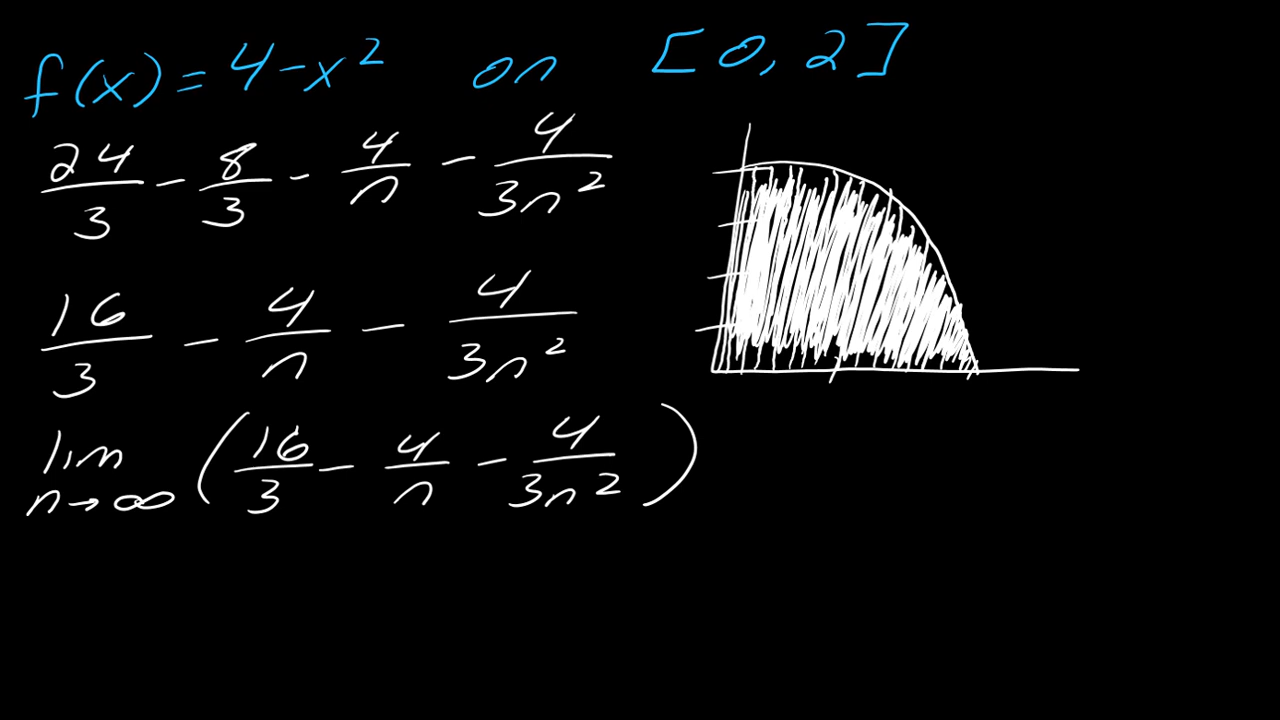 f(x) = 4 - x² on [0, 2]
24/3 - 8/3 - 4/n - 4/3n²
16/3 - 4/n - 4/3n²
lim n→∞ (16/3 - 4/n - 4/3n²)